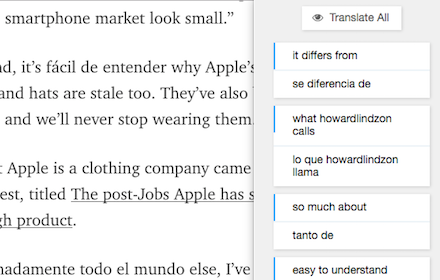 smartphone market look small.”
nd, it’s fácil de entender why Apple’s
and hats are stale too. They’ve also
and we’ll never stop wearing them.
t Apple is a clothing company came
est, titled The post-Jobs Apple has s
gh product.
nadamente todo el mundo else, I’ve
Translate All
it differs from
se diferencia de
what howardlindzon
calls
lo que howardlindzon
llama
so much about
tanto de
easy to understand